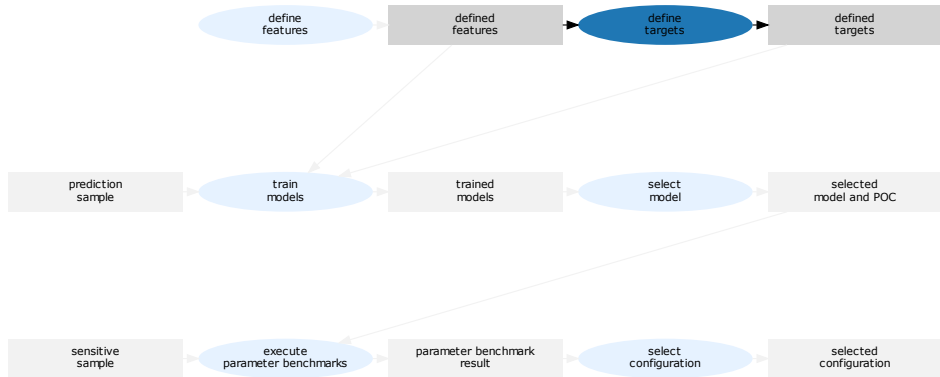 define
features
defined
features
define
targets
defined
targets
prediction
sample
train
models
trained
models
select
model
selected
model and POC
sensitive
sample
execute
parameter benchmarks
parameter benchmark
result
select
configuration
selected
configuration